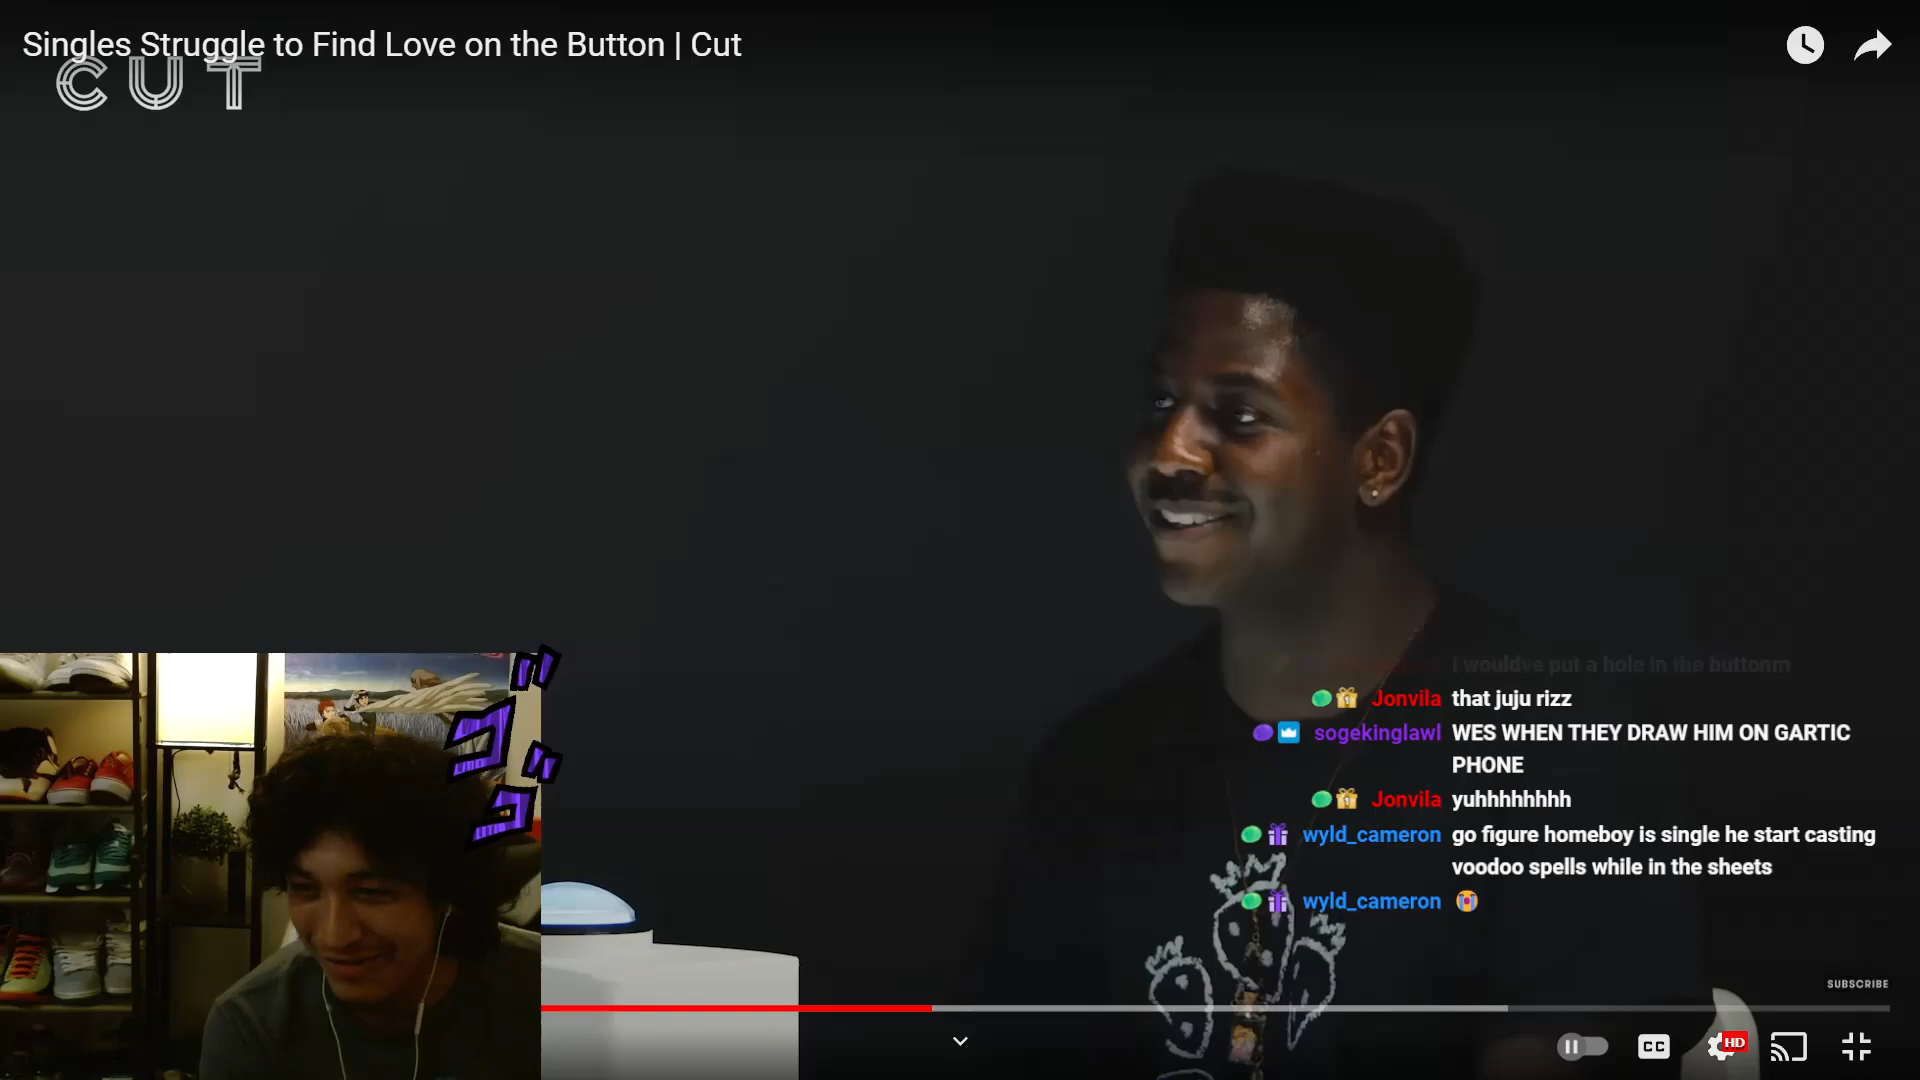 Singles Struggle to Find Love on the Button | Cut
CUT
i wouldve put a hole in the buttonm
Jonvila that juju rizz
sogekinglawl WES WHEN THEY DRAW HIM ON GARTIC
PHONE
Jonvila yuhhhhhhhh
wyld_cameron go figure homeboy is single he start casting
voodoo spells while in the sheets
wyld_cameron
SUBSCRIBE
CC
HD